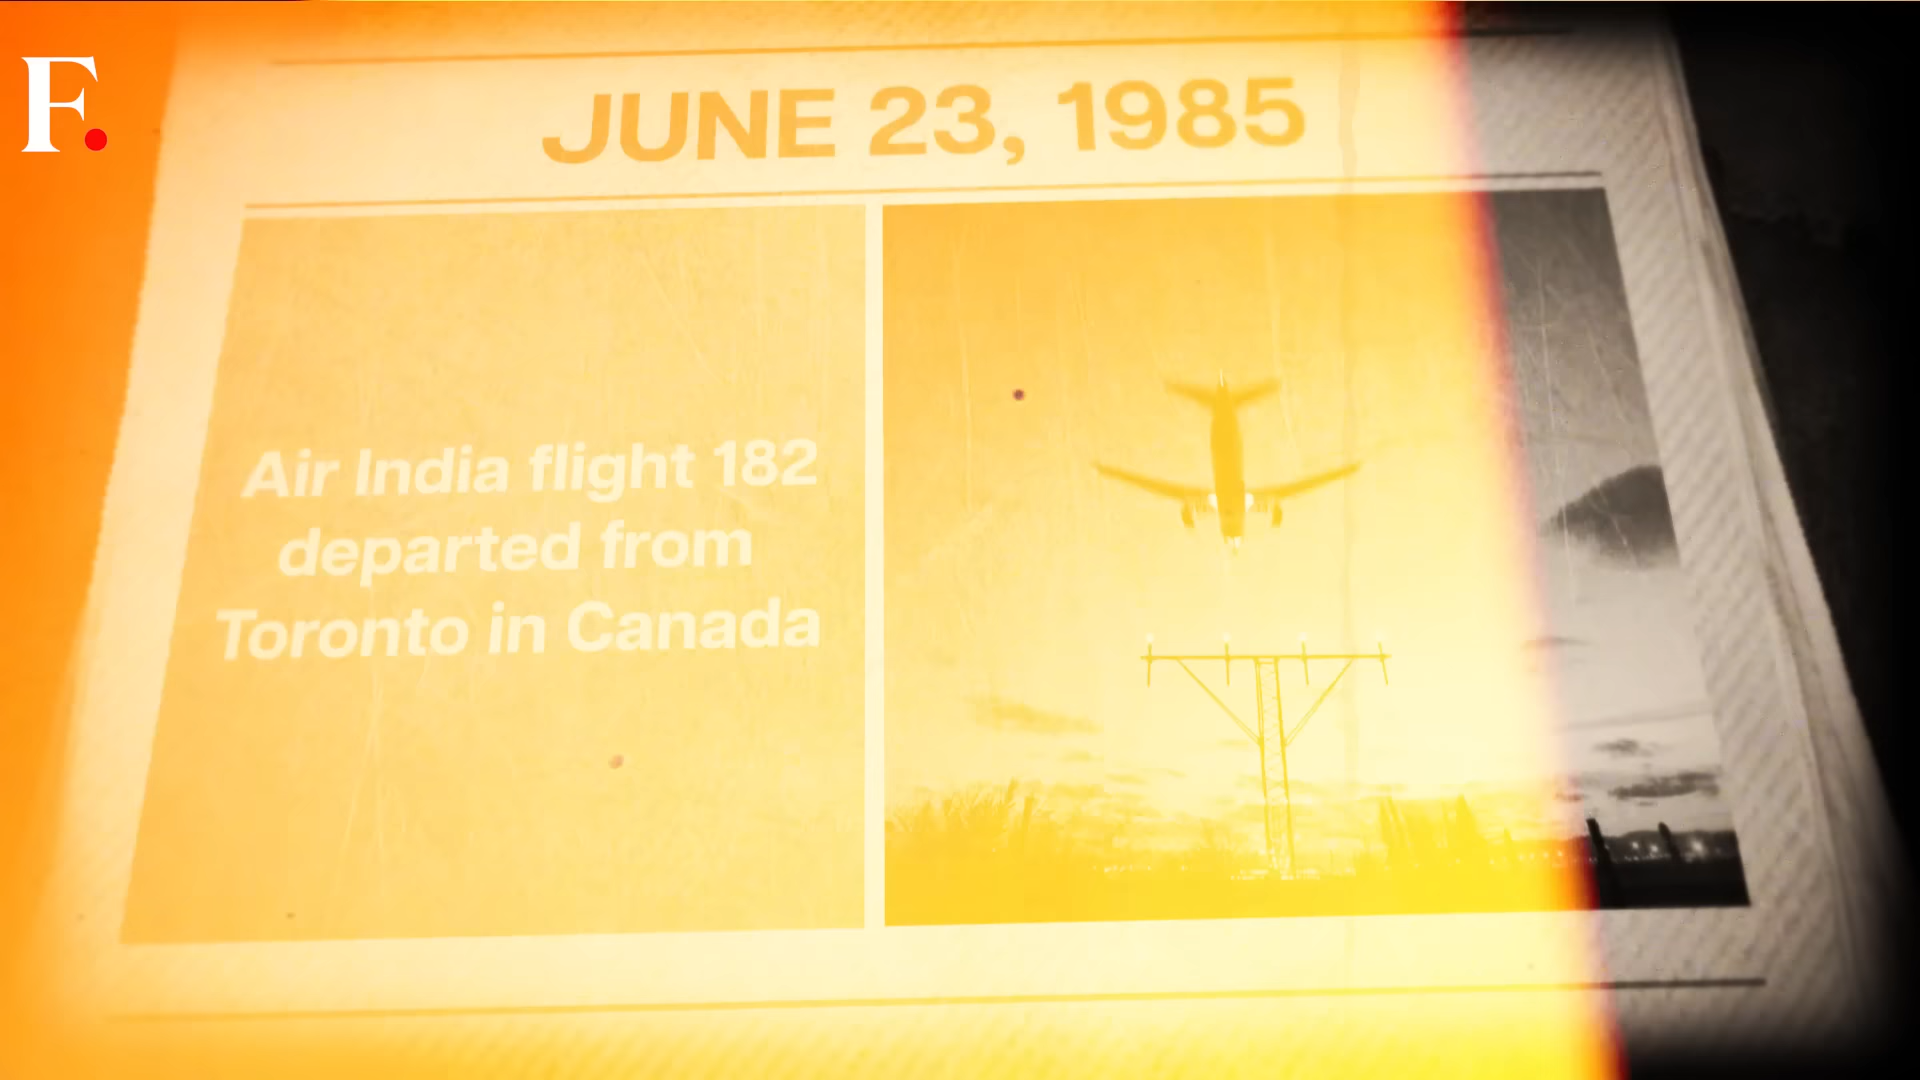 F.
JUNE 23, 1985
Air India flight 182
departed from
Toronto in Canada